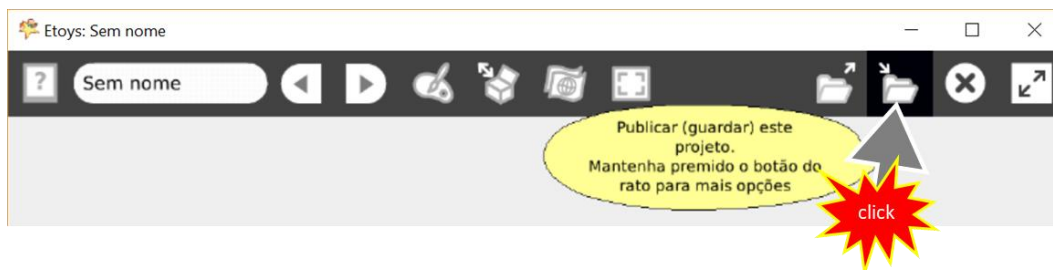 Etoys: Sem nome
?
Sem nome
Publicar (guardar) este
projeto.
Mantenha premido o botão do
rato para mais opções
click